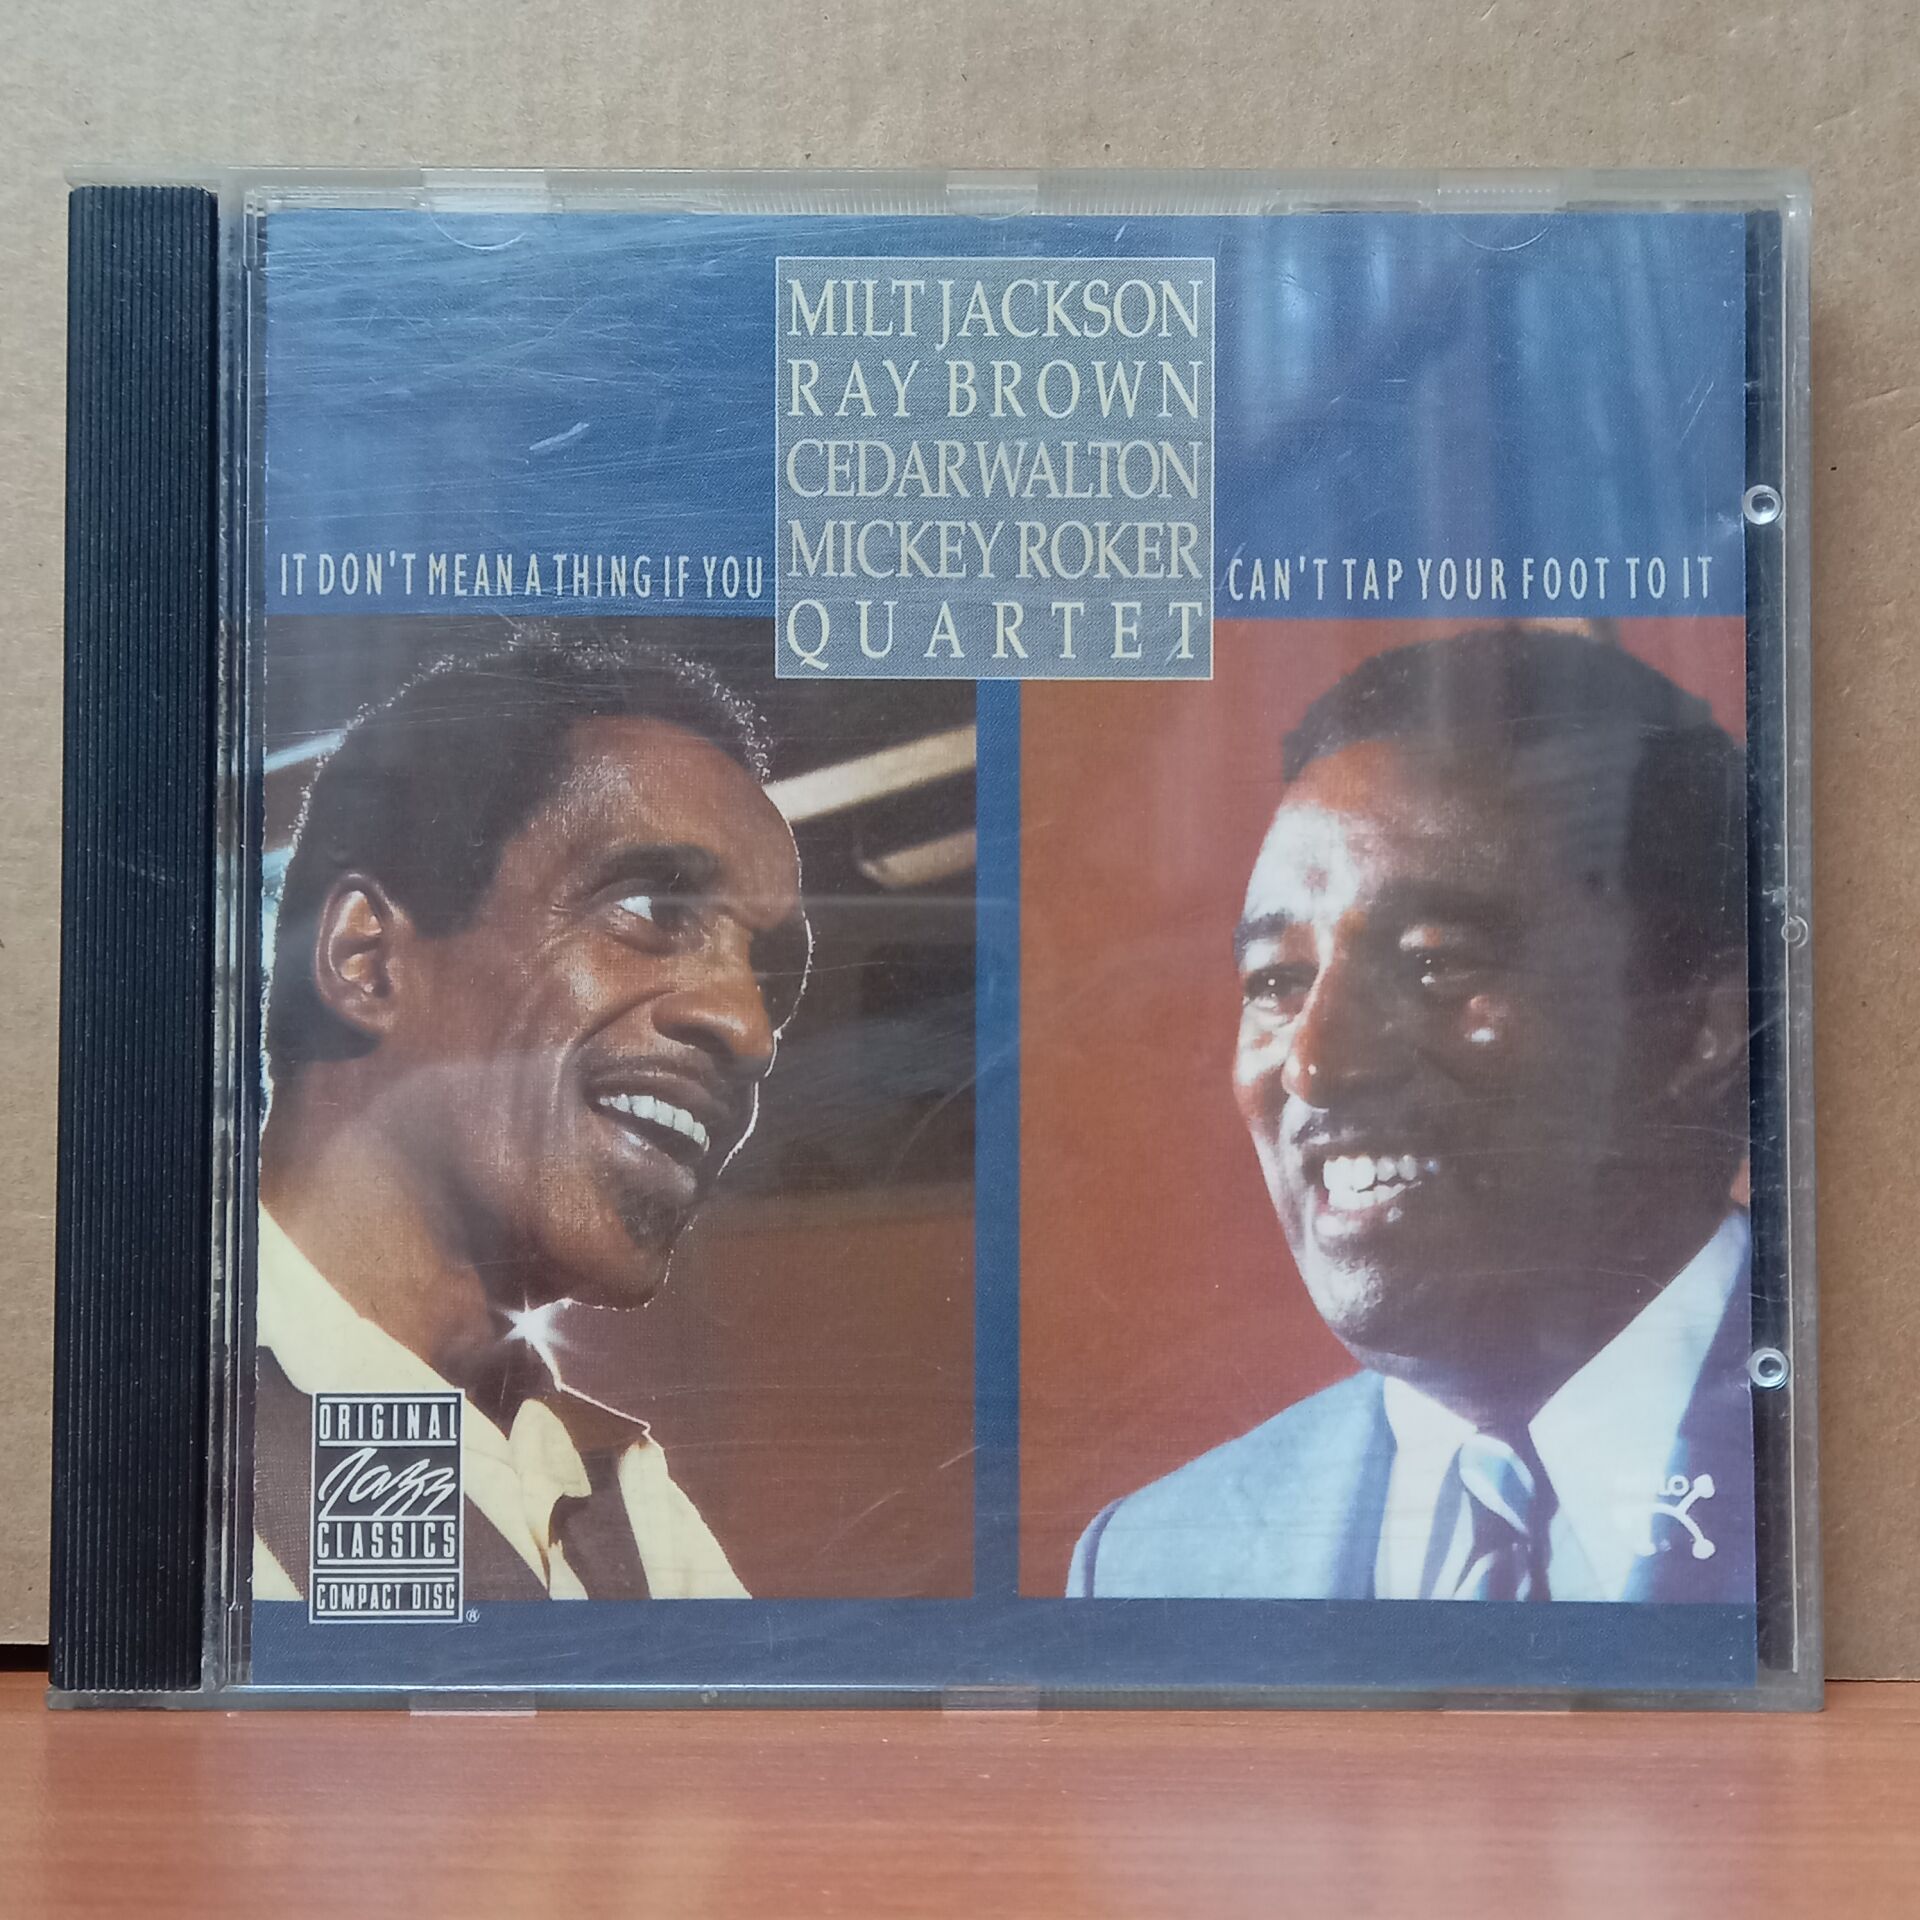 MILT JACKSON
RAY BROWN
CEDAR WALTON
MICKEY ROKER
QUARTET
IT DON'T MEAN A THING IF YOU CAN'T TAP YOUR FOOT TO IT
ORIGINAL
Jazz
CLASSICS
COMPACT DISC
®